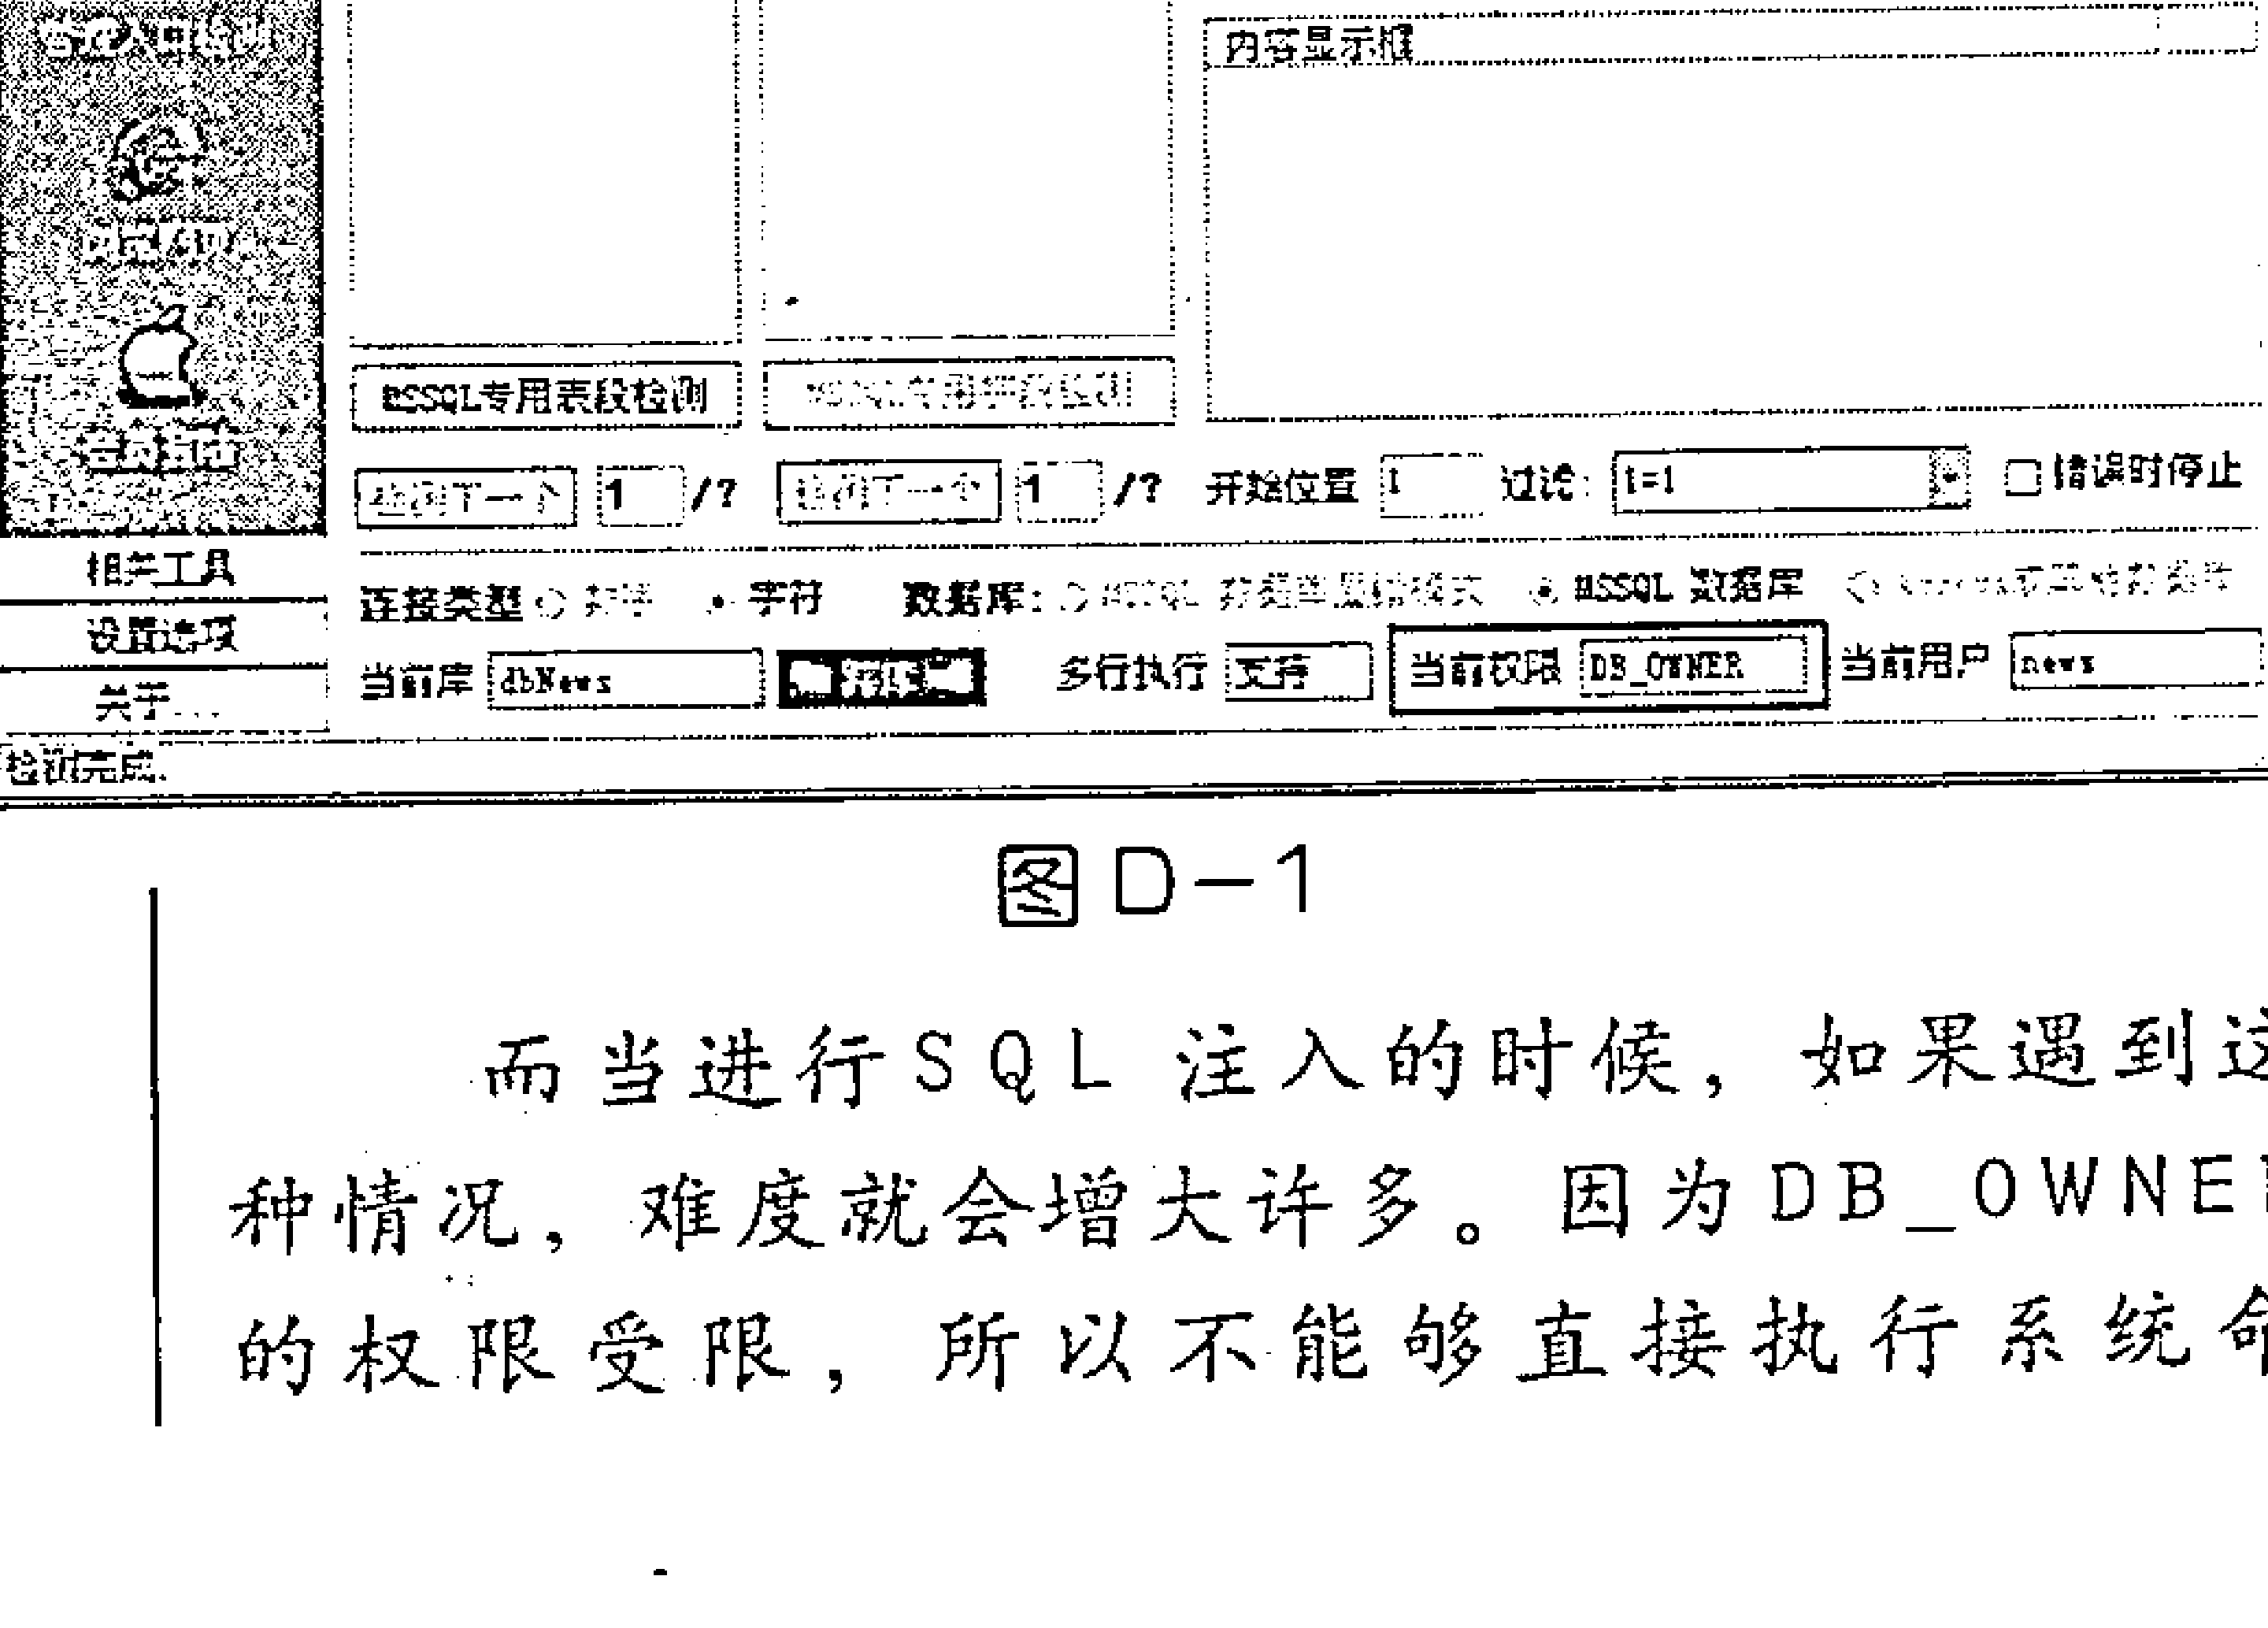 内容显示框
MSSQL专用表段检测
1 /? 1 /? 开始位置 1 过滤: 1=1 错误时停止
相关工具
连接类型 字符 数据库: MSSQL 数据库
设置选项
当前库 dbNews 多行执行 支持 当前权限 DB_OWNER 当前用户 news
关于...
检测完成.
图 D-1
而当进行SQL 注入的时候，如果遇到这
种情况，难度就会增大许多。因为DB_OWNE
的权限受限，所以不能够直接执行系统命